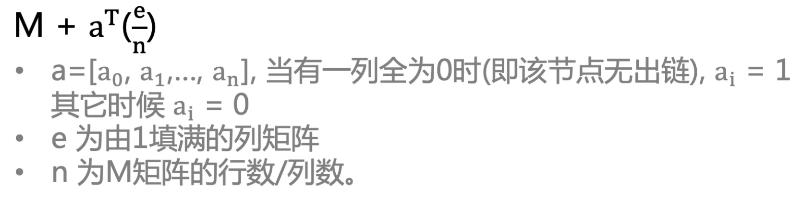 M + aᵀ(e/n)
• a=[a₀, a₁,…, aₙ], 当有一列全为0时(即该节点无出链), aᵢ = 1
其它时候 aᵢ = 0
• e 为由1填满的列矩阵
• n 为M矩阵的行数/列数。